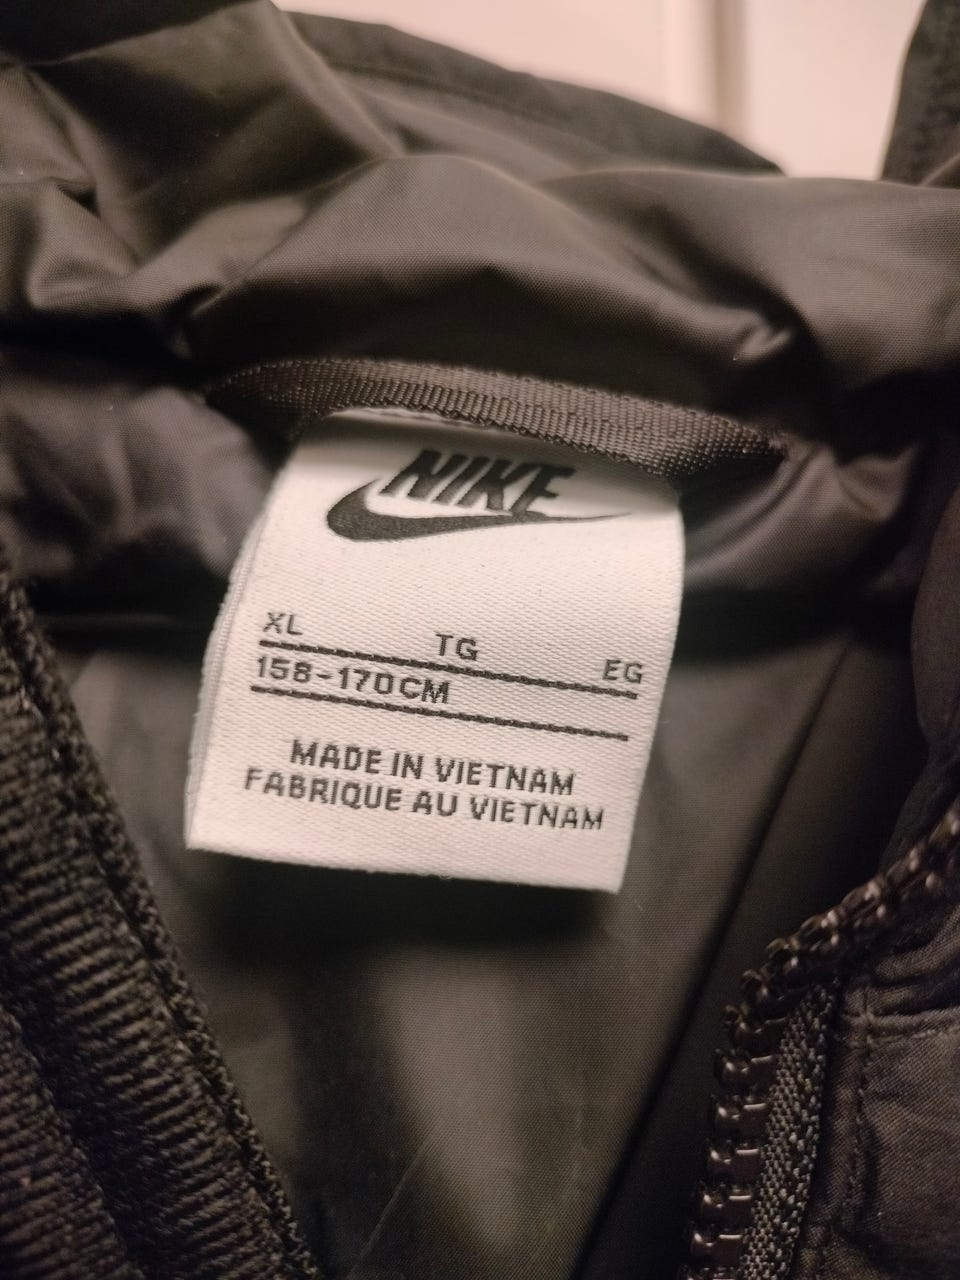 NIKE
XL TG EG
158-170CM
MADE IN VIETNAM
FABRIQUE AU VIETNAM